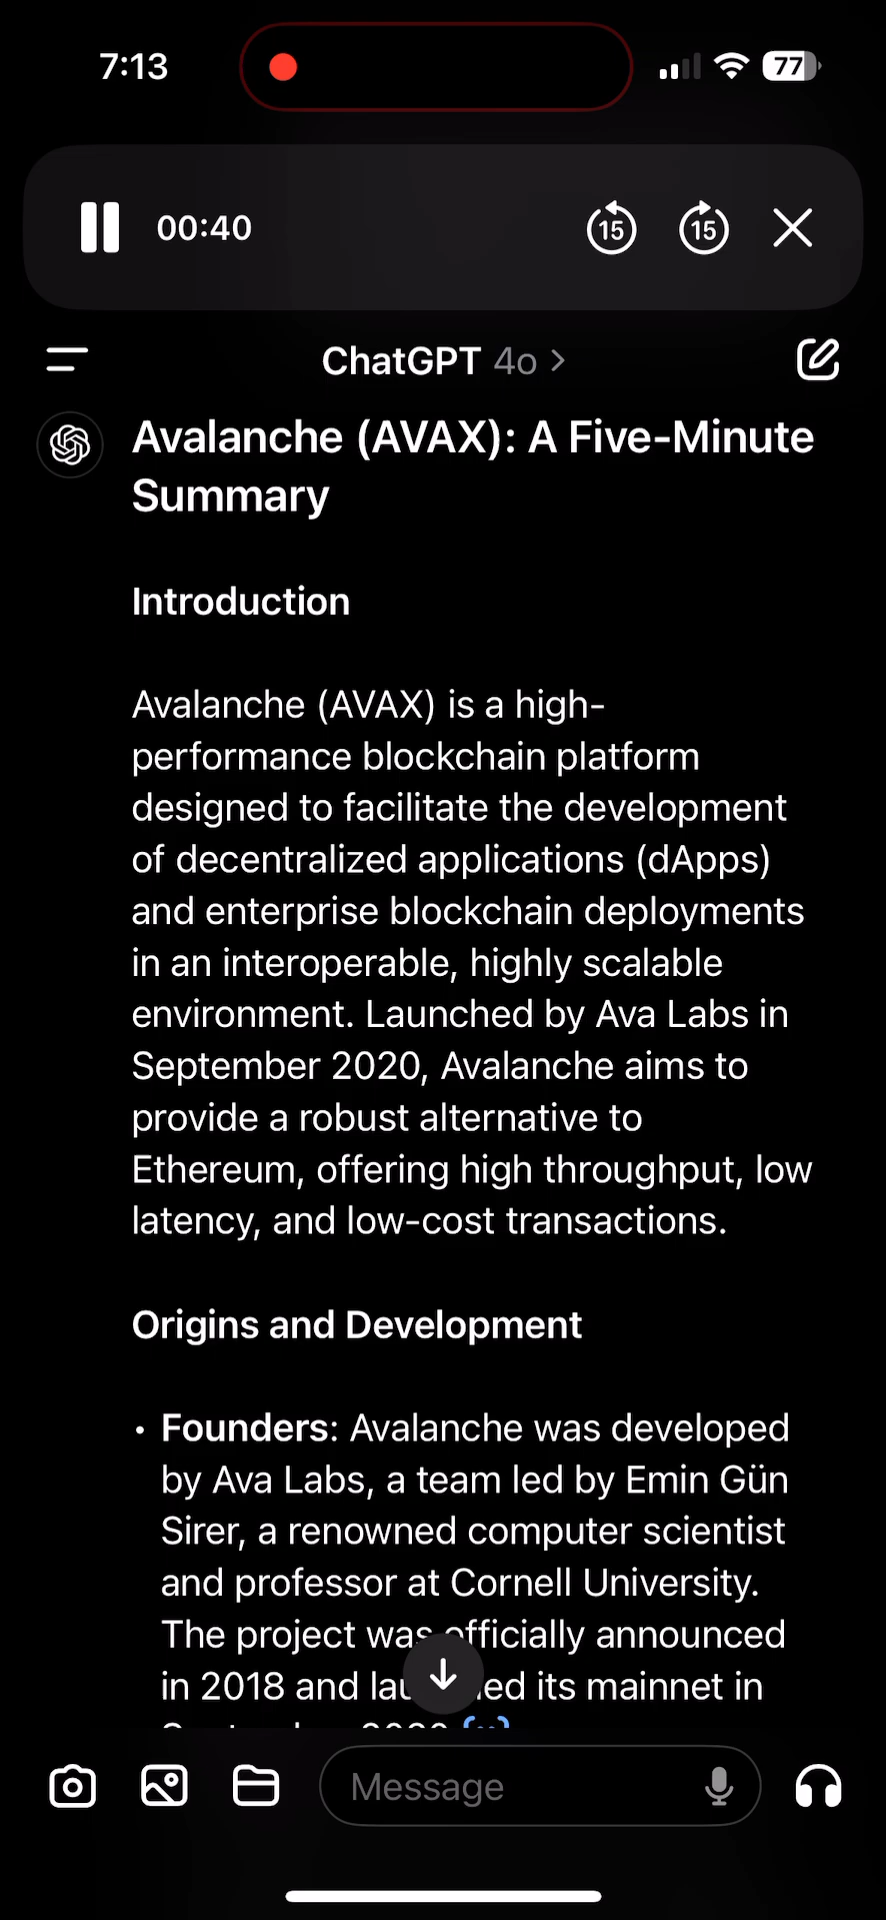 7:13
77
00:40
15
15
ChatGPT 4o >
Avalanche (AVAX): A Five-Minute
Summary
Introduction
Avalanche (AVAX) is a high-
performance blockchain platform
designed to facilitate the development
of decentralized applications (dApps)
and enterprise blockchain deployments
in an interoperable, highly scalable
environment. Launched by Ava Labs in
September 2020, Avalanche aims to
provide a robust alternative to
Ethereum, offering high throughput, low
latency, and low-cost transactions.
Origins and Development
• Founders: Avalanche was developed
by Ava Labs, a team led by Emin Gün
Sirer, a renowned computer scientist
and professor at Cornell University.
The project was officially announced
in 2018 and its mainnet in
Message